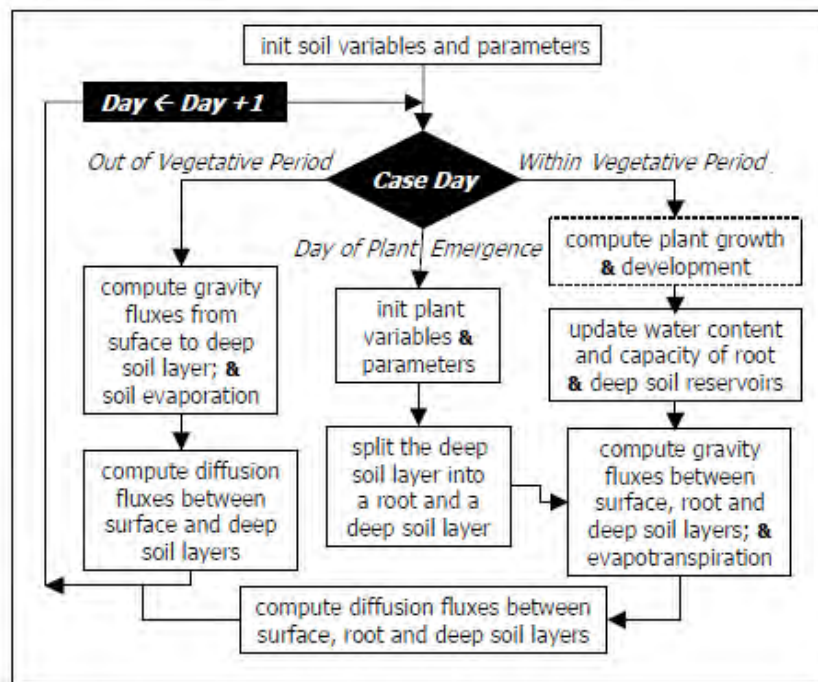 init soil variables and parameters
Day ← Day +1
Out of Vegetative Period
Within Vegetative Period
Case Day
Day of Plant Emergence
compute gravity
fluxes from
suface to deep
soil layer; &
soil evaporation
compute diffusion
fluxes between
surface and deep
soil layers
init plant
variables &
parameters
split the deep
soil layer into
a root and a
deep soil layer
compute plant growth
& development
update water content
and capacity of root
& deep soil reservoirs
compute gravity
fluxes between
surface, root and
deep soil layers; &
evapotranspiration
compute diffusion fluxes between
surface, root and deep soil layers